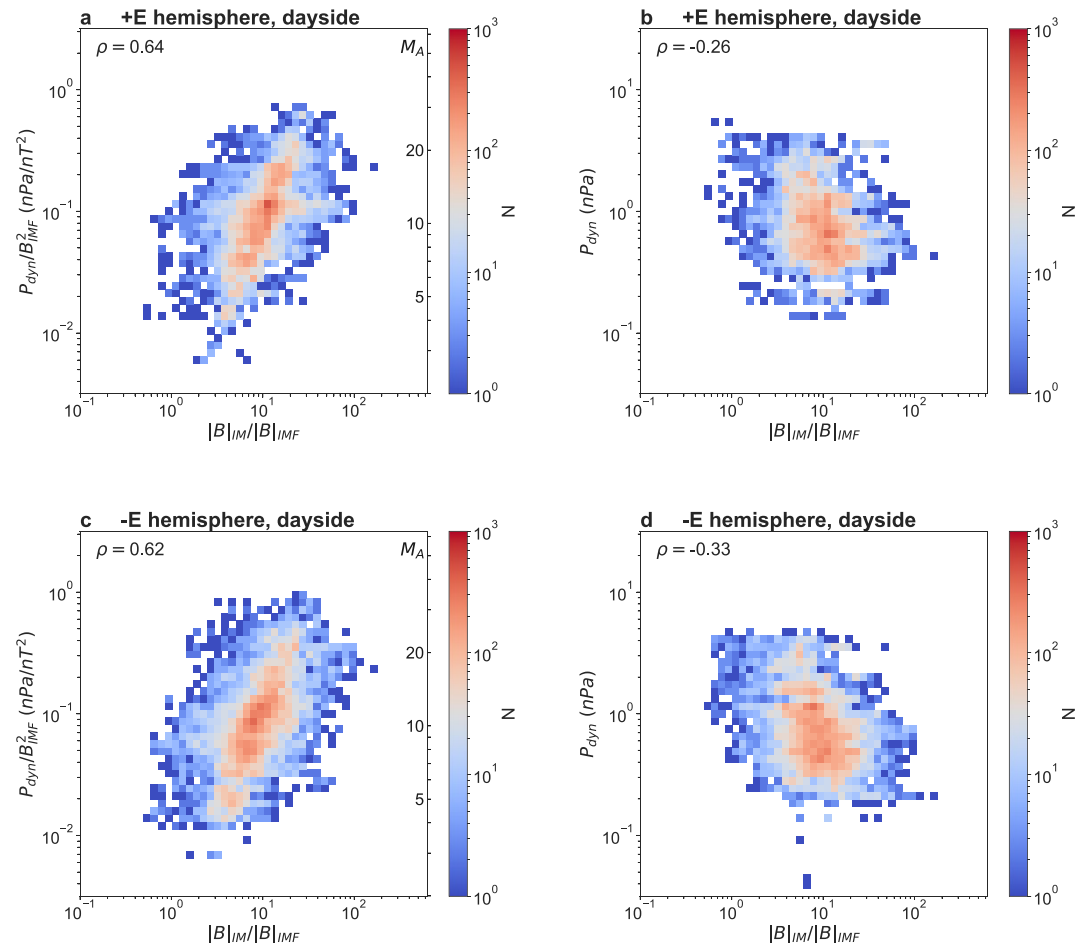 a +E hemisphere, dayside
ρ = 0.64
M_A
10^0
10^-1
10^-2
20
10
5
P_dyn/B^2_IMF (nPa/nT^2)
10^-1 10^0 10^1 10^2
|B|_IM/|B|_IMF
10^3
10^2
10^1
10^0
N
b +E hemisphere, dayside
ρ = -0.26
10^1
10^0
10^-1
P_dyn (nPa)
10^-1 10^0 10^1 10^2
|B|_IM/|B|_IMF
10^3
10^2
10^1
10^0
N
c -E hemisphere, dayside
ρ = 0.62
M_A
10^0
10^-1
10^-2
20
10
5
P_dyn/B^2_IMF (nPa/nT^2)
10^-1 10^0 10^1 10^2
|B|_IM/|B|_IMF
10^3
10^2
10^1
10^0
N
d -E hemisphere, dayside
ρ = -0.33
10^1
10^0
10^-1
P_dyn (nPa)
10^-1 10^0 10^1 10^2
|B|_IM/|B|_IMF
10^3
10^2
10^1
10^0
N